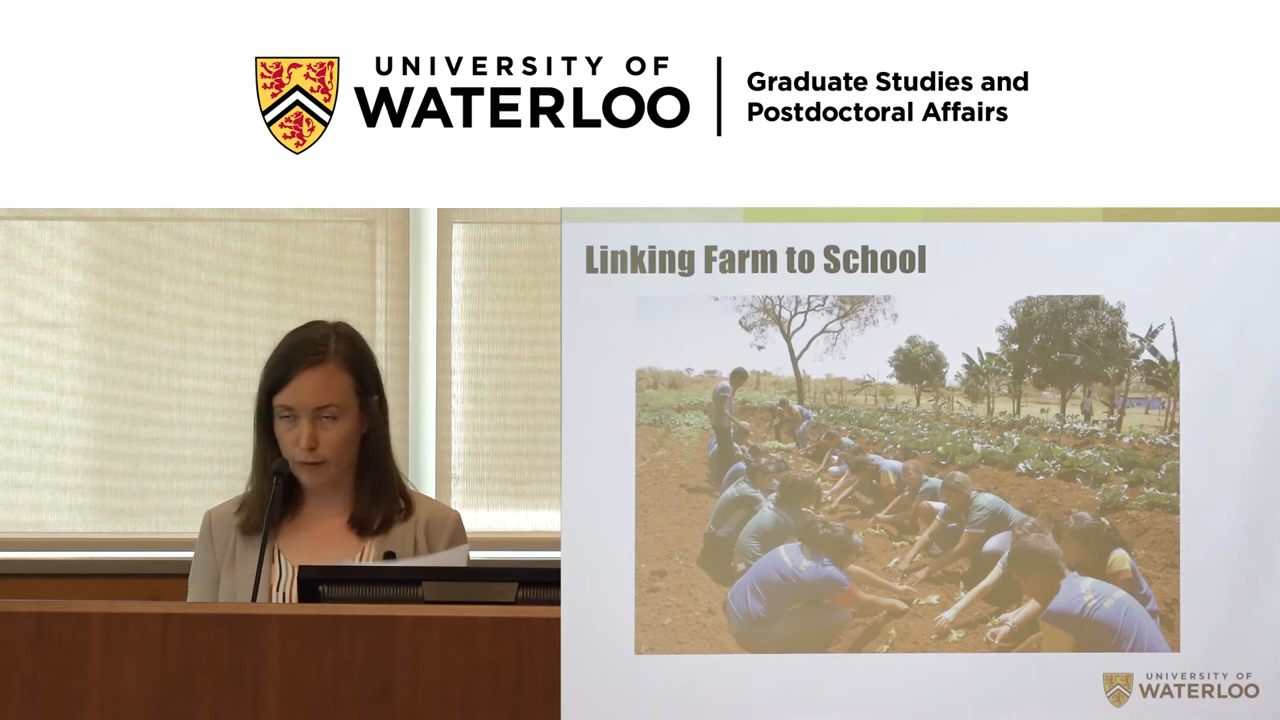 UNIVERSITY OF
WATERLOO
Graduate Studies and
Postdoctoral Affairs
Linking Farm to School
UNIVERSITY OF
WATERLOO